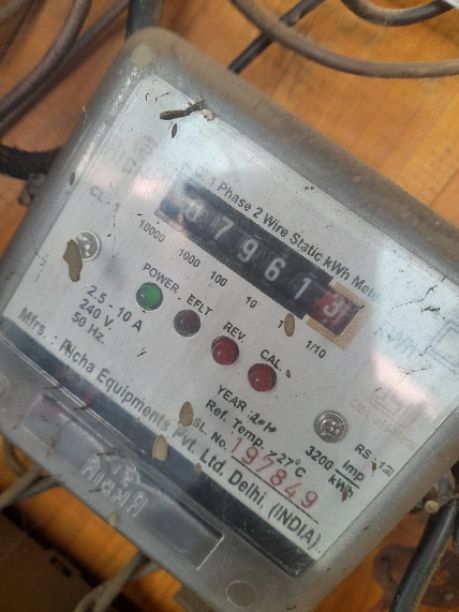 1 Phase 2 Wire Static kWh Meter
CL - 1
079613
10000 1000 100 10 1 1/10
kWh
POWER EFLT REV. CAL.
2.5 - 10 A
240 V.
50 Hz.
YEAR :
Ref. Temp. : 27°C
SL. No. 197849
3200 imp
kWh
Mfrs. : Richa Equipments Pvt. Ltd. Delhi, (INDIA)